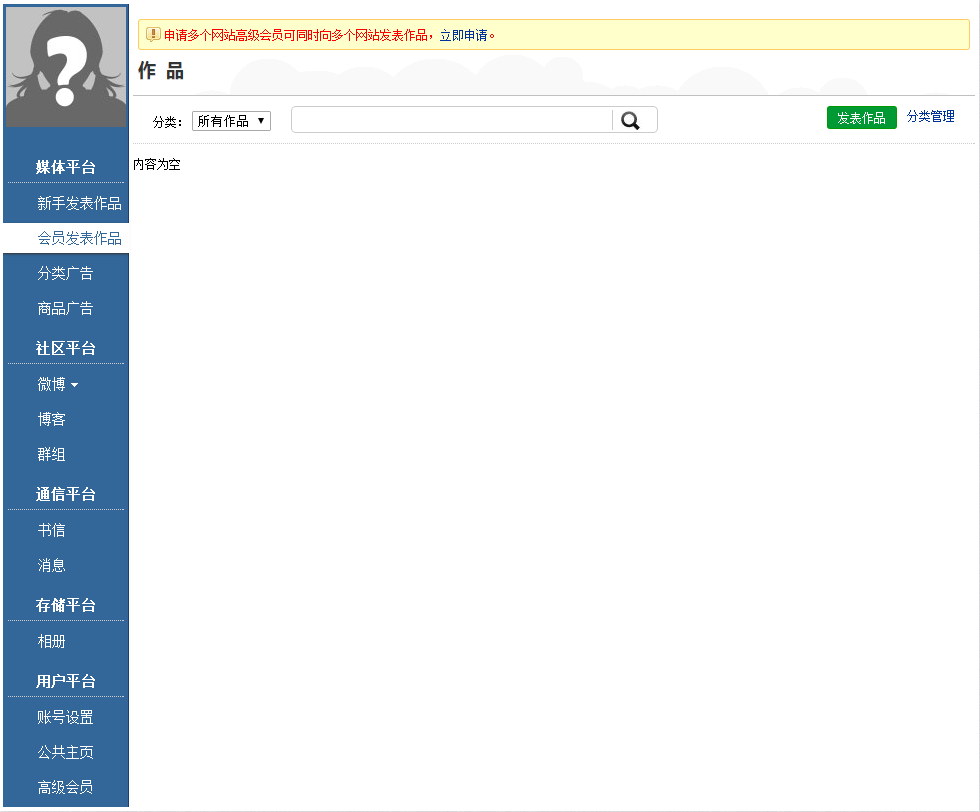 申请多个网站高级会员可同时向多个网站发表作品，立即申请。
作 品
分类： 所有作品 发表作品 分类管理
内容为空
媒体平台
新手发表作品
会员发表作品
分类广告
商品广告
社区平台
微博
博客
群组
通信平台
书信
消息
存储平台
相册
用户平台
账号设置
公共主页
高级会员